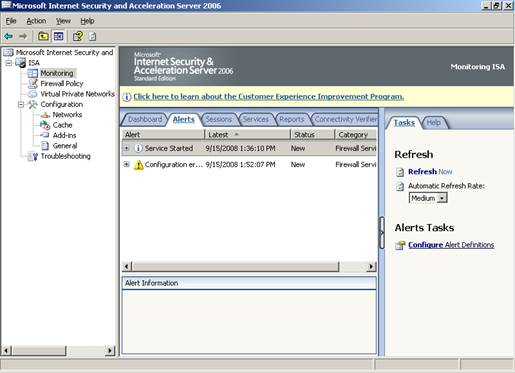 Microsoft Internet Security and Acceleration Server 2006
File Action View Help
Microsoft Internet Security and
ISA
Monitoring
Firewall Policy
Virtual Private Networks
Configuration
Networks
Cache
Add-ins
General
Troubleshooting
Microsoft
Internet Security &
Acceleration Server 2006
Standard Edition
Monitoring ISA
Click here to learn about the Customer Experience Improvement Program.
Dashboard Alerts Sessions Services Reports Connectivity Verifier
Alert Latest Status Category
Service Started 9/15/2008 1:36:10 PM New Firewall Servi
Configuration er... 9/15/2008 1:52:07 PM New Firewall Servi
Alert Information
Tasks Help
Refresh
Refresh Now
Automatic Refresh Rate:
Medium
Alerts Tasks
Configure Alert Definitions